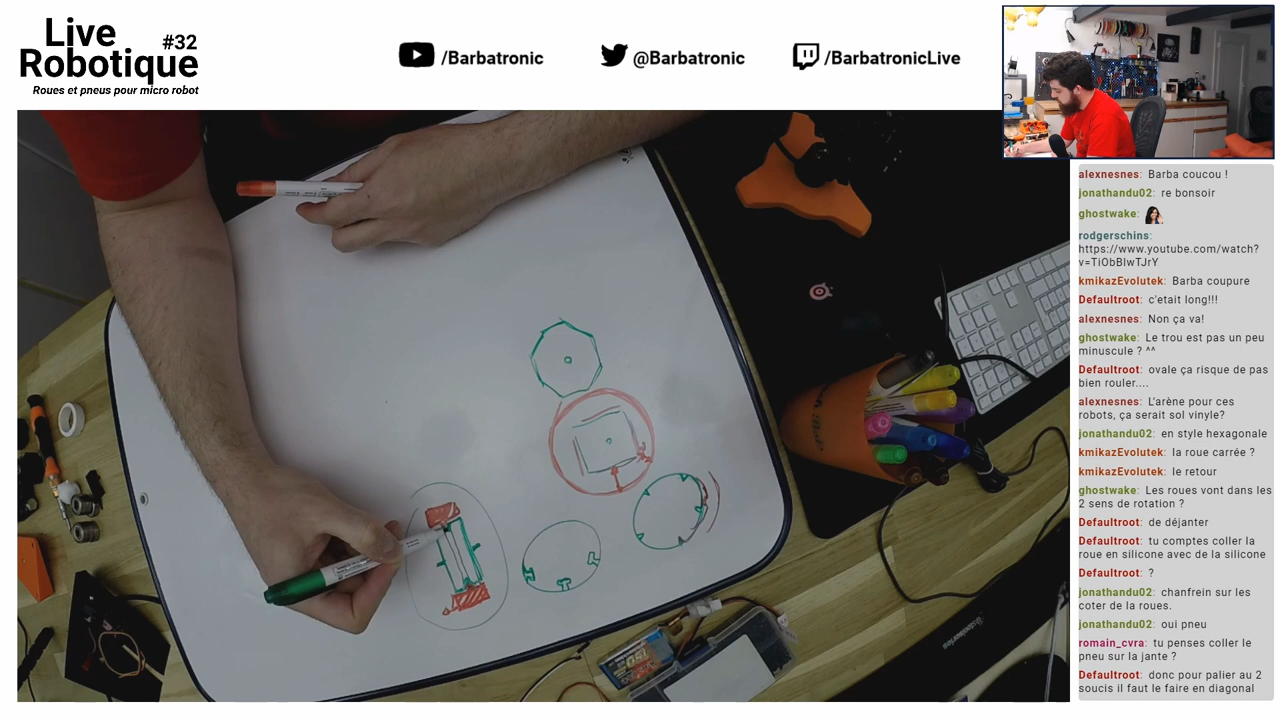 Live
Robotique
#32
Roues et pneus pour micro robot
/Barbatronic
@Barbatronic
/BarbatronicLive
alexnesnes: Barba coucou !
jonathandu02: re bonsoir
ghostwake:
rodgerschins:
https://www.youtube.com/watch?
v=TiObBIwTJrY
kmikazEvolutek: Barba coupure
Defaultroot: c'etait long!!!
alexnesnes: Non ça va!
ghostwake: Le trou est pas un peu
minuscule ? ^^
Defaultroot: ovale ça risque de pas
bien rouler....
alexnesnes: L'arène pour ces
robots, ça serait sol vinyle?
jonathandu02: en style hexagonale
kmikazEvolutek: la roue carrée ?
kmikazEvolutek: le retour
ghostwake: Les roues vont dans les
2 sens de rotation ?
Defaultroot: de déjanter
Defaultroot: tu comptes coller la
roue en silicone avec de la silicone
Defaultroot: ?
jonathandu02: chanfrein sur les
coter de la roues.
jonathandu02: oui pneu
romain_cvra: tu penses coller le
pneu sur la jante ?
Defaultroot: donc pour palier au 2
soucis il faut le faire en diagonal